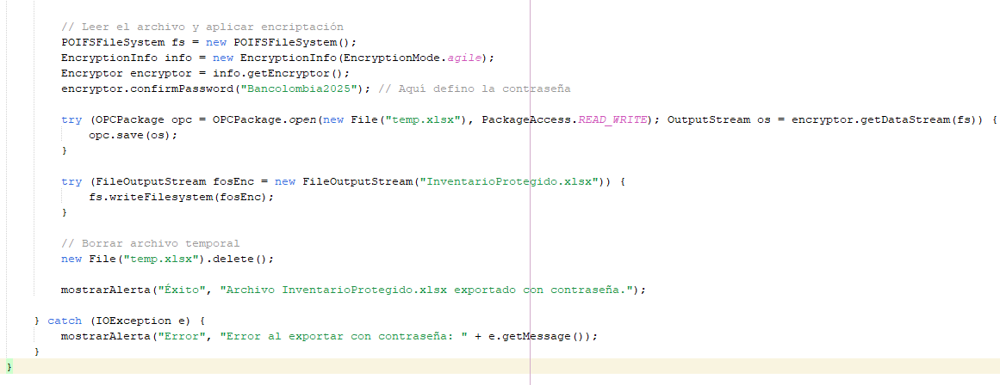 // Leer el archivo y aplicar encriptación
POIFSFileSystem fs = new POIFSFileSystem();
EncryptionInfo info = new EncryptionInfo(EncryptionMode.agile);
Encryptor encryptor = info.getEncryptor();
encryptor.confirmPassword("Bancolombia2025"); // Aquí defino la contraseña
try (OPCPackage opc = OPCPackage.open(new File("temp.xlsx"), PackageAccess.READ_WRITE); OutputStream os = encryptor.getDataStream(fs)) {
opc.save(os);
}
try (FileOutputStream fosEnc = new FileOutputStream("InventarioProtegido.xlsx")) {
fs.writeFilesystem(fosEnc);
}
// Borrar archivo temporal
new File("temp.xlsx").delete();
mostrarAlerta("Éxito", "Archivo InventarioProtegido.xlsx exportado con contraseña.");
} catch (IOException e) {
mostrarAlerta("Error", "Error al exportar con contraseña: " + e.getMessage());
}
}